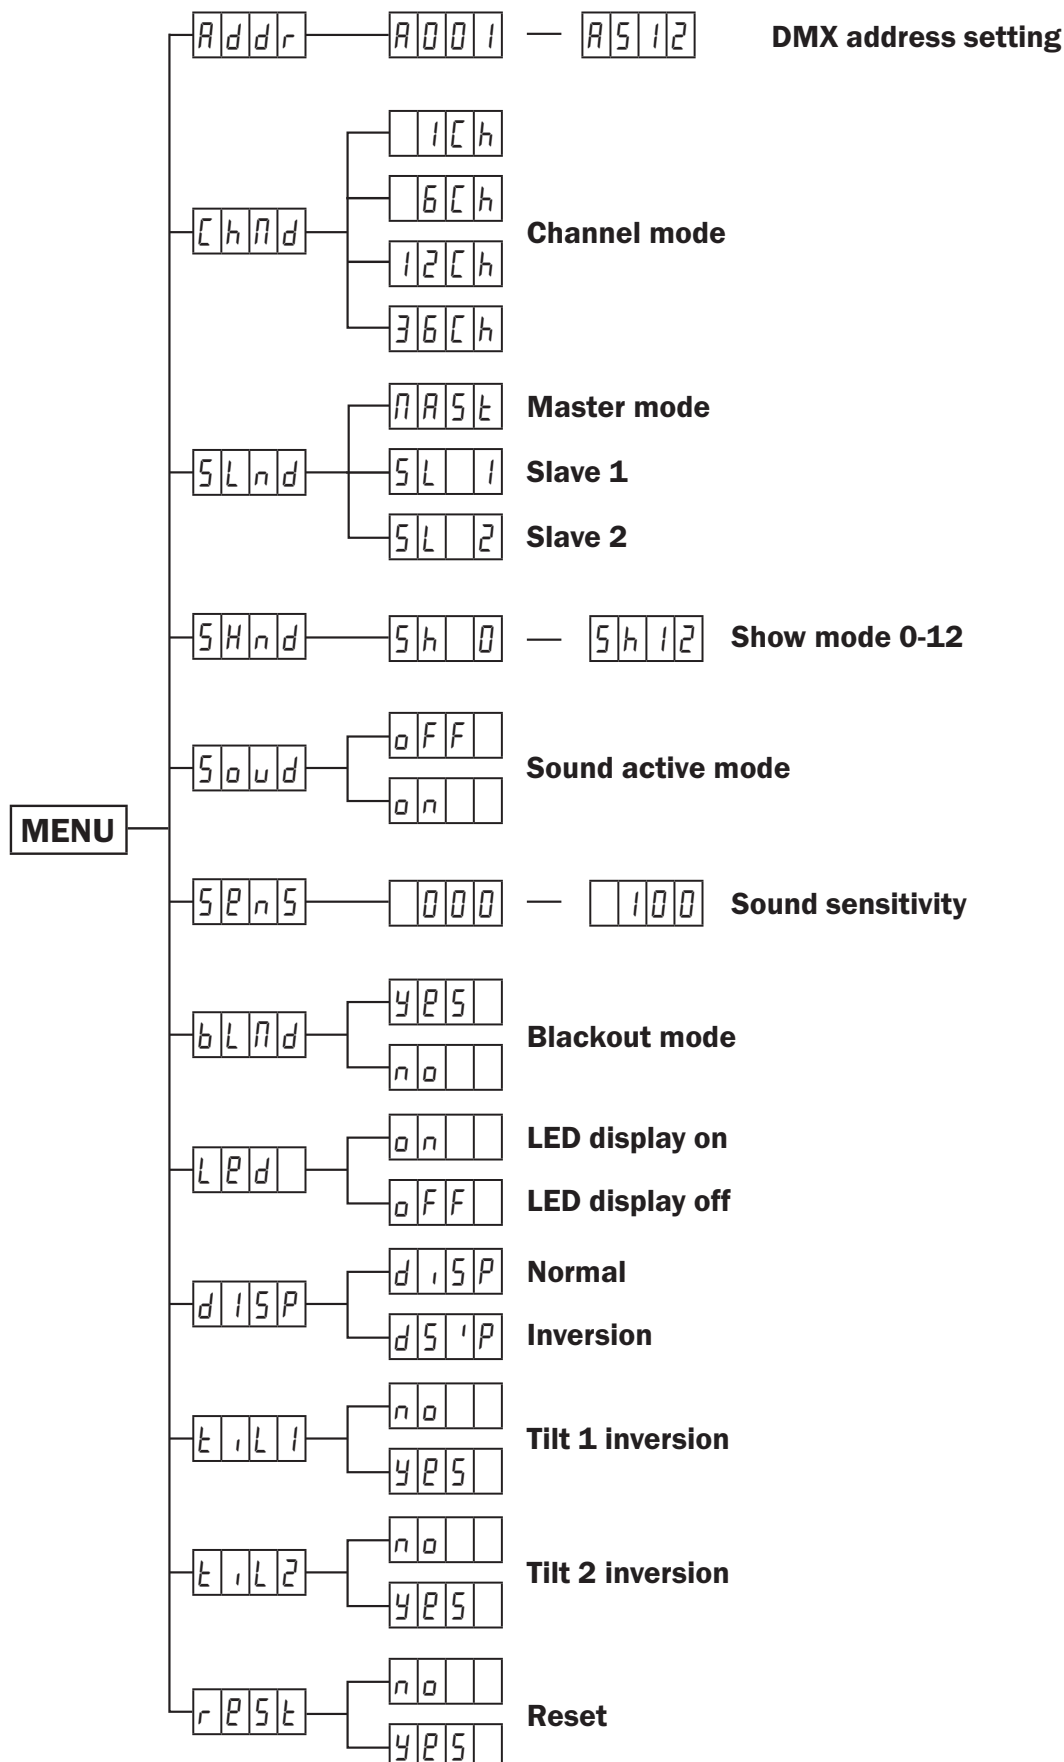 Addr A001 — A512 DMX address setting
1Ch
6Ch
ChMd Channel mode
12Ch
36Ch
MASt Master mode
SLnd SL 1 Slave 1
SL 2 Slave 2
SHnd Sh 0 — Sh12 Show mode 0-12
oFF
Soud Sound active mode
on
MENU
SenS 000 — 100 Sound sensitivity
yes
bLMd Blackout mode
no
on LED display on
Led
oFF LED display off
diSP Normal
dISP
dS'P Inversion
no
tiL1 Tilt 1 inversion
yes
no
tiL2 Tilt 2 inversion
yes
no
reSt Reset
yes